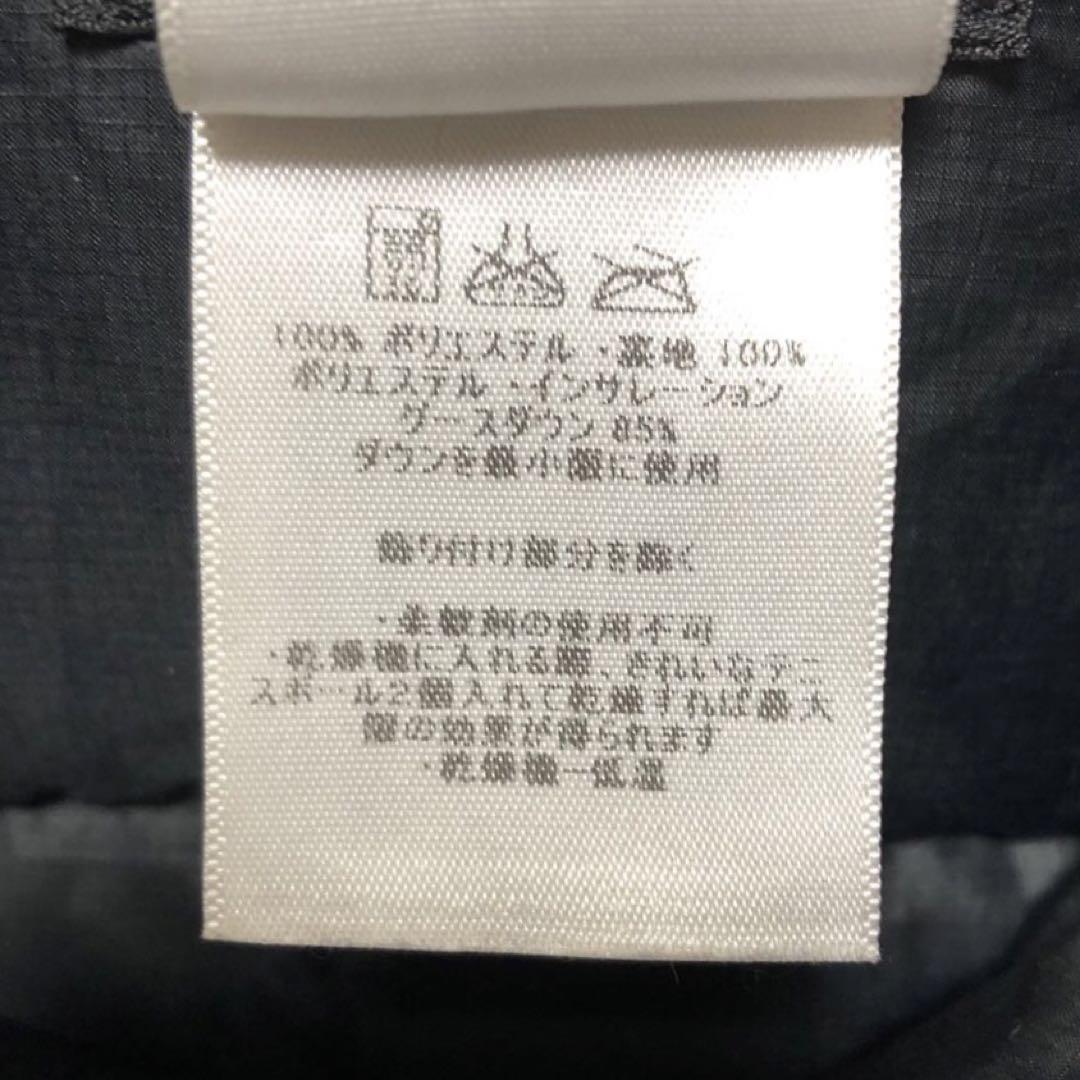 100% ポリエステル ・裏地 100%
ポリエステル ・インサレーション
グースダウン 85%
ダウンを最小限に使用
飾り付け部分を除く
・柔軟剤の使用不可
・乾燥機に入れる際、きれいなテニ
スボール2個入れて乾燥すれば最大
限の効果が得られます
・乾燥機ー低温